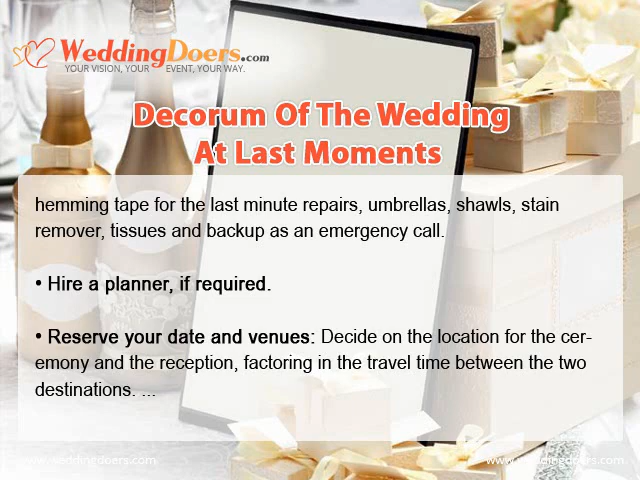 WeddingDoers.com
YOUR VISION, YOUR EVENT, YOUR WAY.
Decorum Of The Wedding
At Last Moments
hemming tape for the last minute repairs, umbrellas, shawls, stain
remover, tissues and backup as an emergency call.
• Hire a planner, if required.
• Reserve your date and venues: Decide on the location for the cer-
emony and the reception, factoring in the travel time between the two
destinations. ...
www.weddingdoers.com www.weddingdoers.com